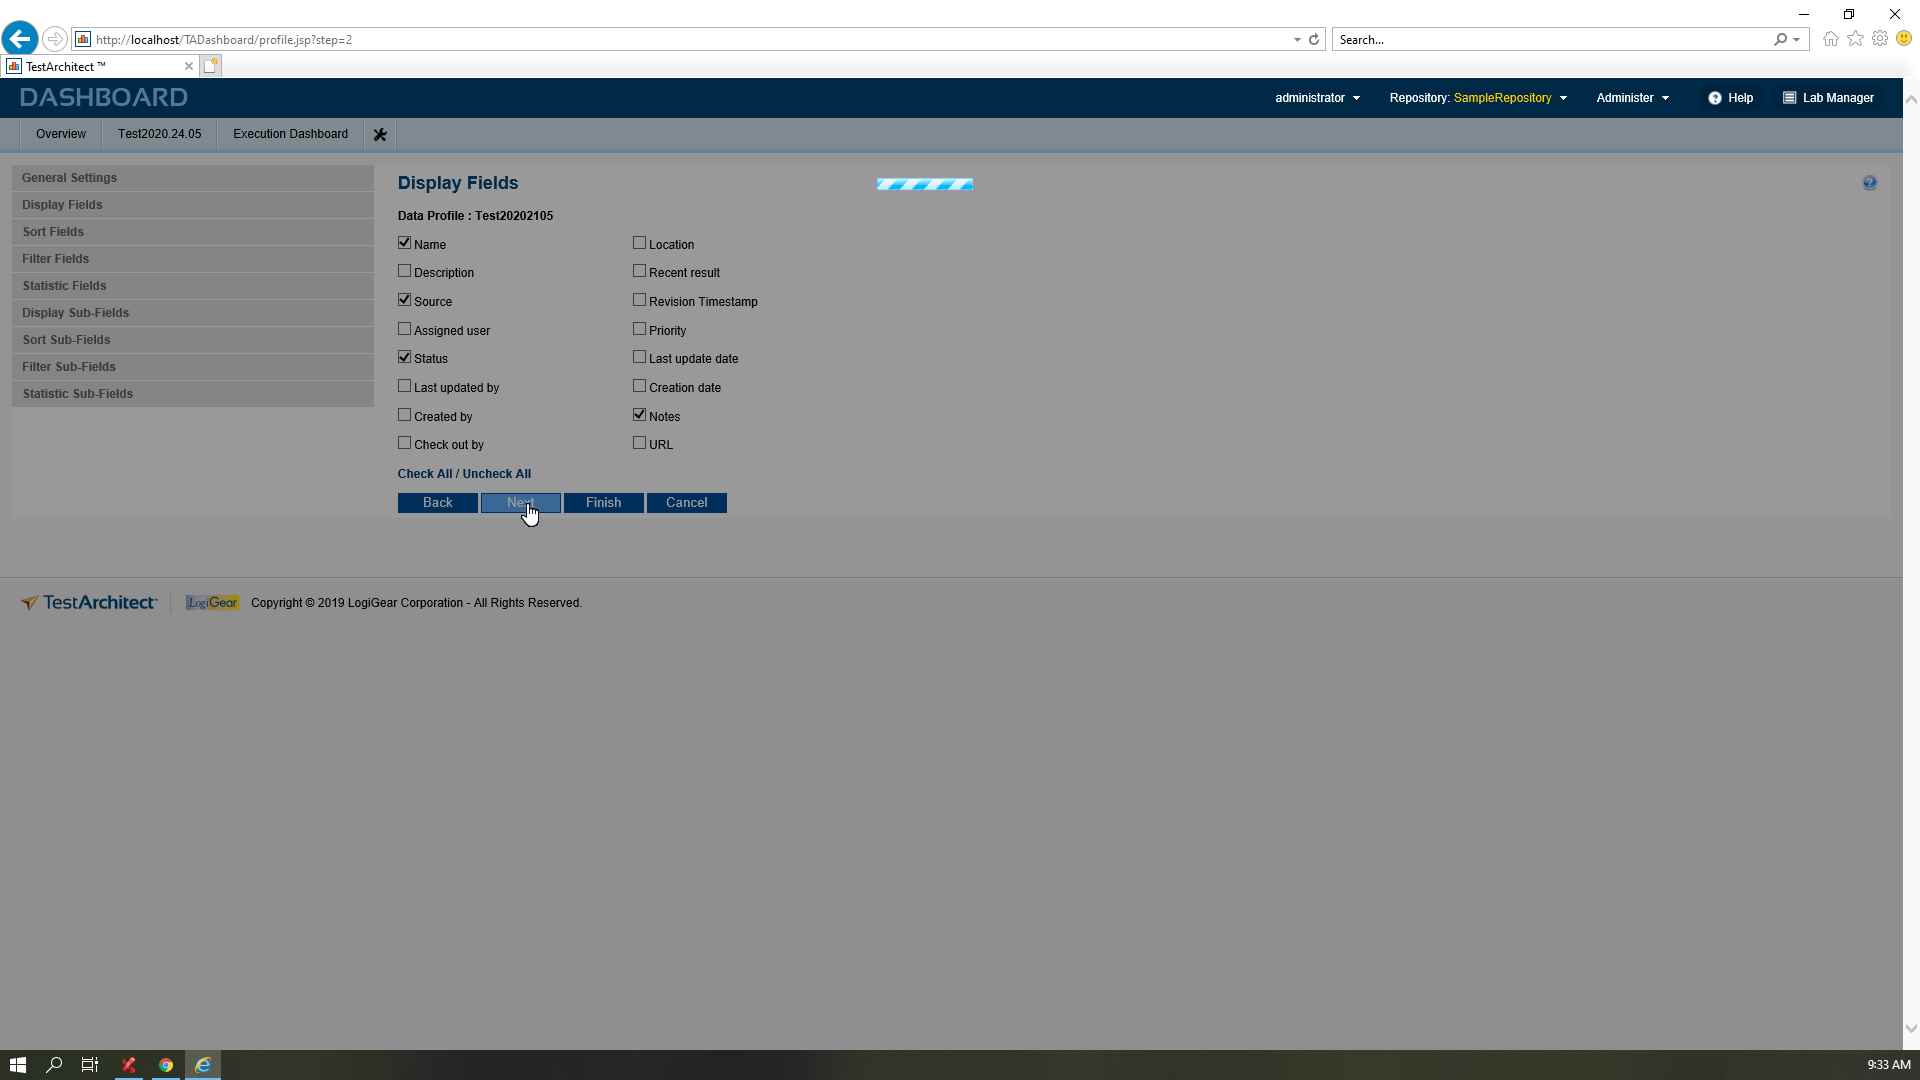 http://localhost/TADashboard/profile.jsp?step=2
Search...
TestArchitect ™
DASHBOARD
administrator
Repository: SampleRepository
Administer
Help
Lab Manager
Overview
Test2020.24.05
Execution Dashboard
General Settings
Display Fields
Sort Fields
Filter Fields
Statistic Fields
Display Sub-Fields
Sort Sub-Fields
Filter Sub-Fields
Statistic Sub-Fields
Display Fields
Data Profile : Test20202105
Name
Location
Description
Recent result
Source
Revision Timestamp
Assigned user
Priority
Status
Last update date
Last updated by
Creation date
Created by
Notes
Check out by
URL
Check All / Uncheck All
Back
Next
Finish
Cancel
TestArchitect
LogiGear
Copyright © 2019 LogiGear Corporation - All Rights Reserved.
9:33 AM